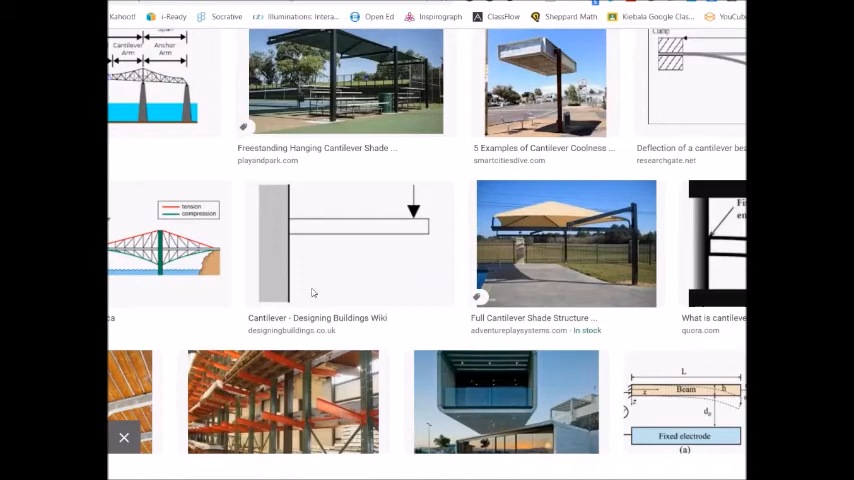 Kahoot! i-Ready Socrative Illuminations: Intera... Open Ed Inspirograph ClassFlow Sheppard Math Kiebala Google Clas... YouCub
Cantilever Arm
Anchor Arm
Clamp
Freestanding Hanging Cantilever Shade ...
playandpark.com
5 Examples of Cantilever Coolness ...
smartcitiesdive.com
Deflection of a cantilever bea
researchgate.net
tension
compression
Cantilever - Designing Buildings Wiki
designingbuildings.co.uk
Full Cantilever Shade Structure ...
adventureplaysystems.com · In stock
What is cantileve
quora.com
L
Beam
h
x
d₀
Fixed electrode
(a)